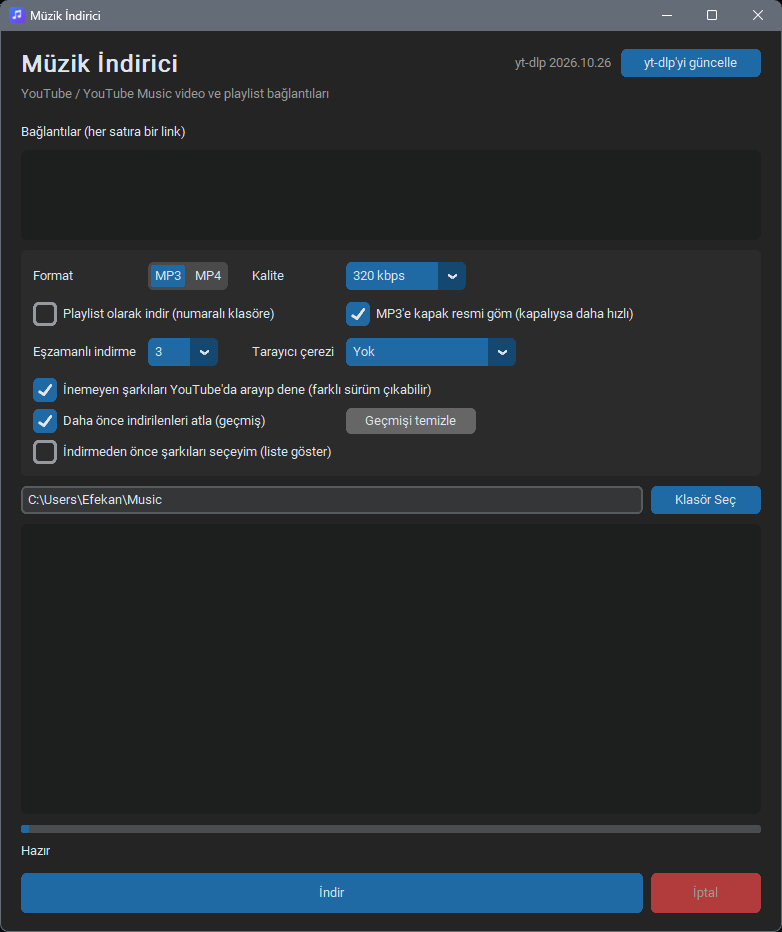 Müzik İndirici
Müzik İndirici
yt-dlp 2026.10.26
yt-dlp'yi güncelle
YouTube / YouTube Music video ve playlist bağlantıları
Bağlantılar (her satıra bir link)
Format
MP3
MP4
Kalite
320 kbps
Playlist olarak indir (numaralı klasöre)
MP3'e kapak resmi göm (kapalıysa daha hızlı)
Eşzamanlı indirme
3
Tarayıcı çerezi
Yok
İnemeyen şarkıları YouTube'da arayıp dene (farklı sürüm çıkabilir)
Daha önce indirilenleri atla (geçmiş)
Geçmişi temizle
İndirmeden önce şarkıları seçeyim (liste göster)
C:\Users\Efekan\Music
Klasör Seç
Hazır
İndir
İptal